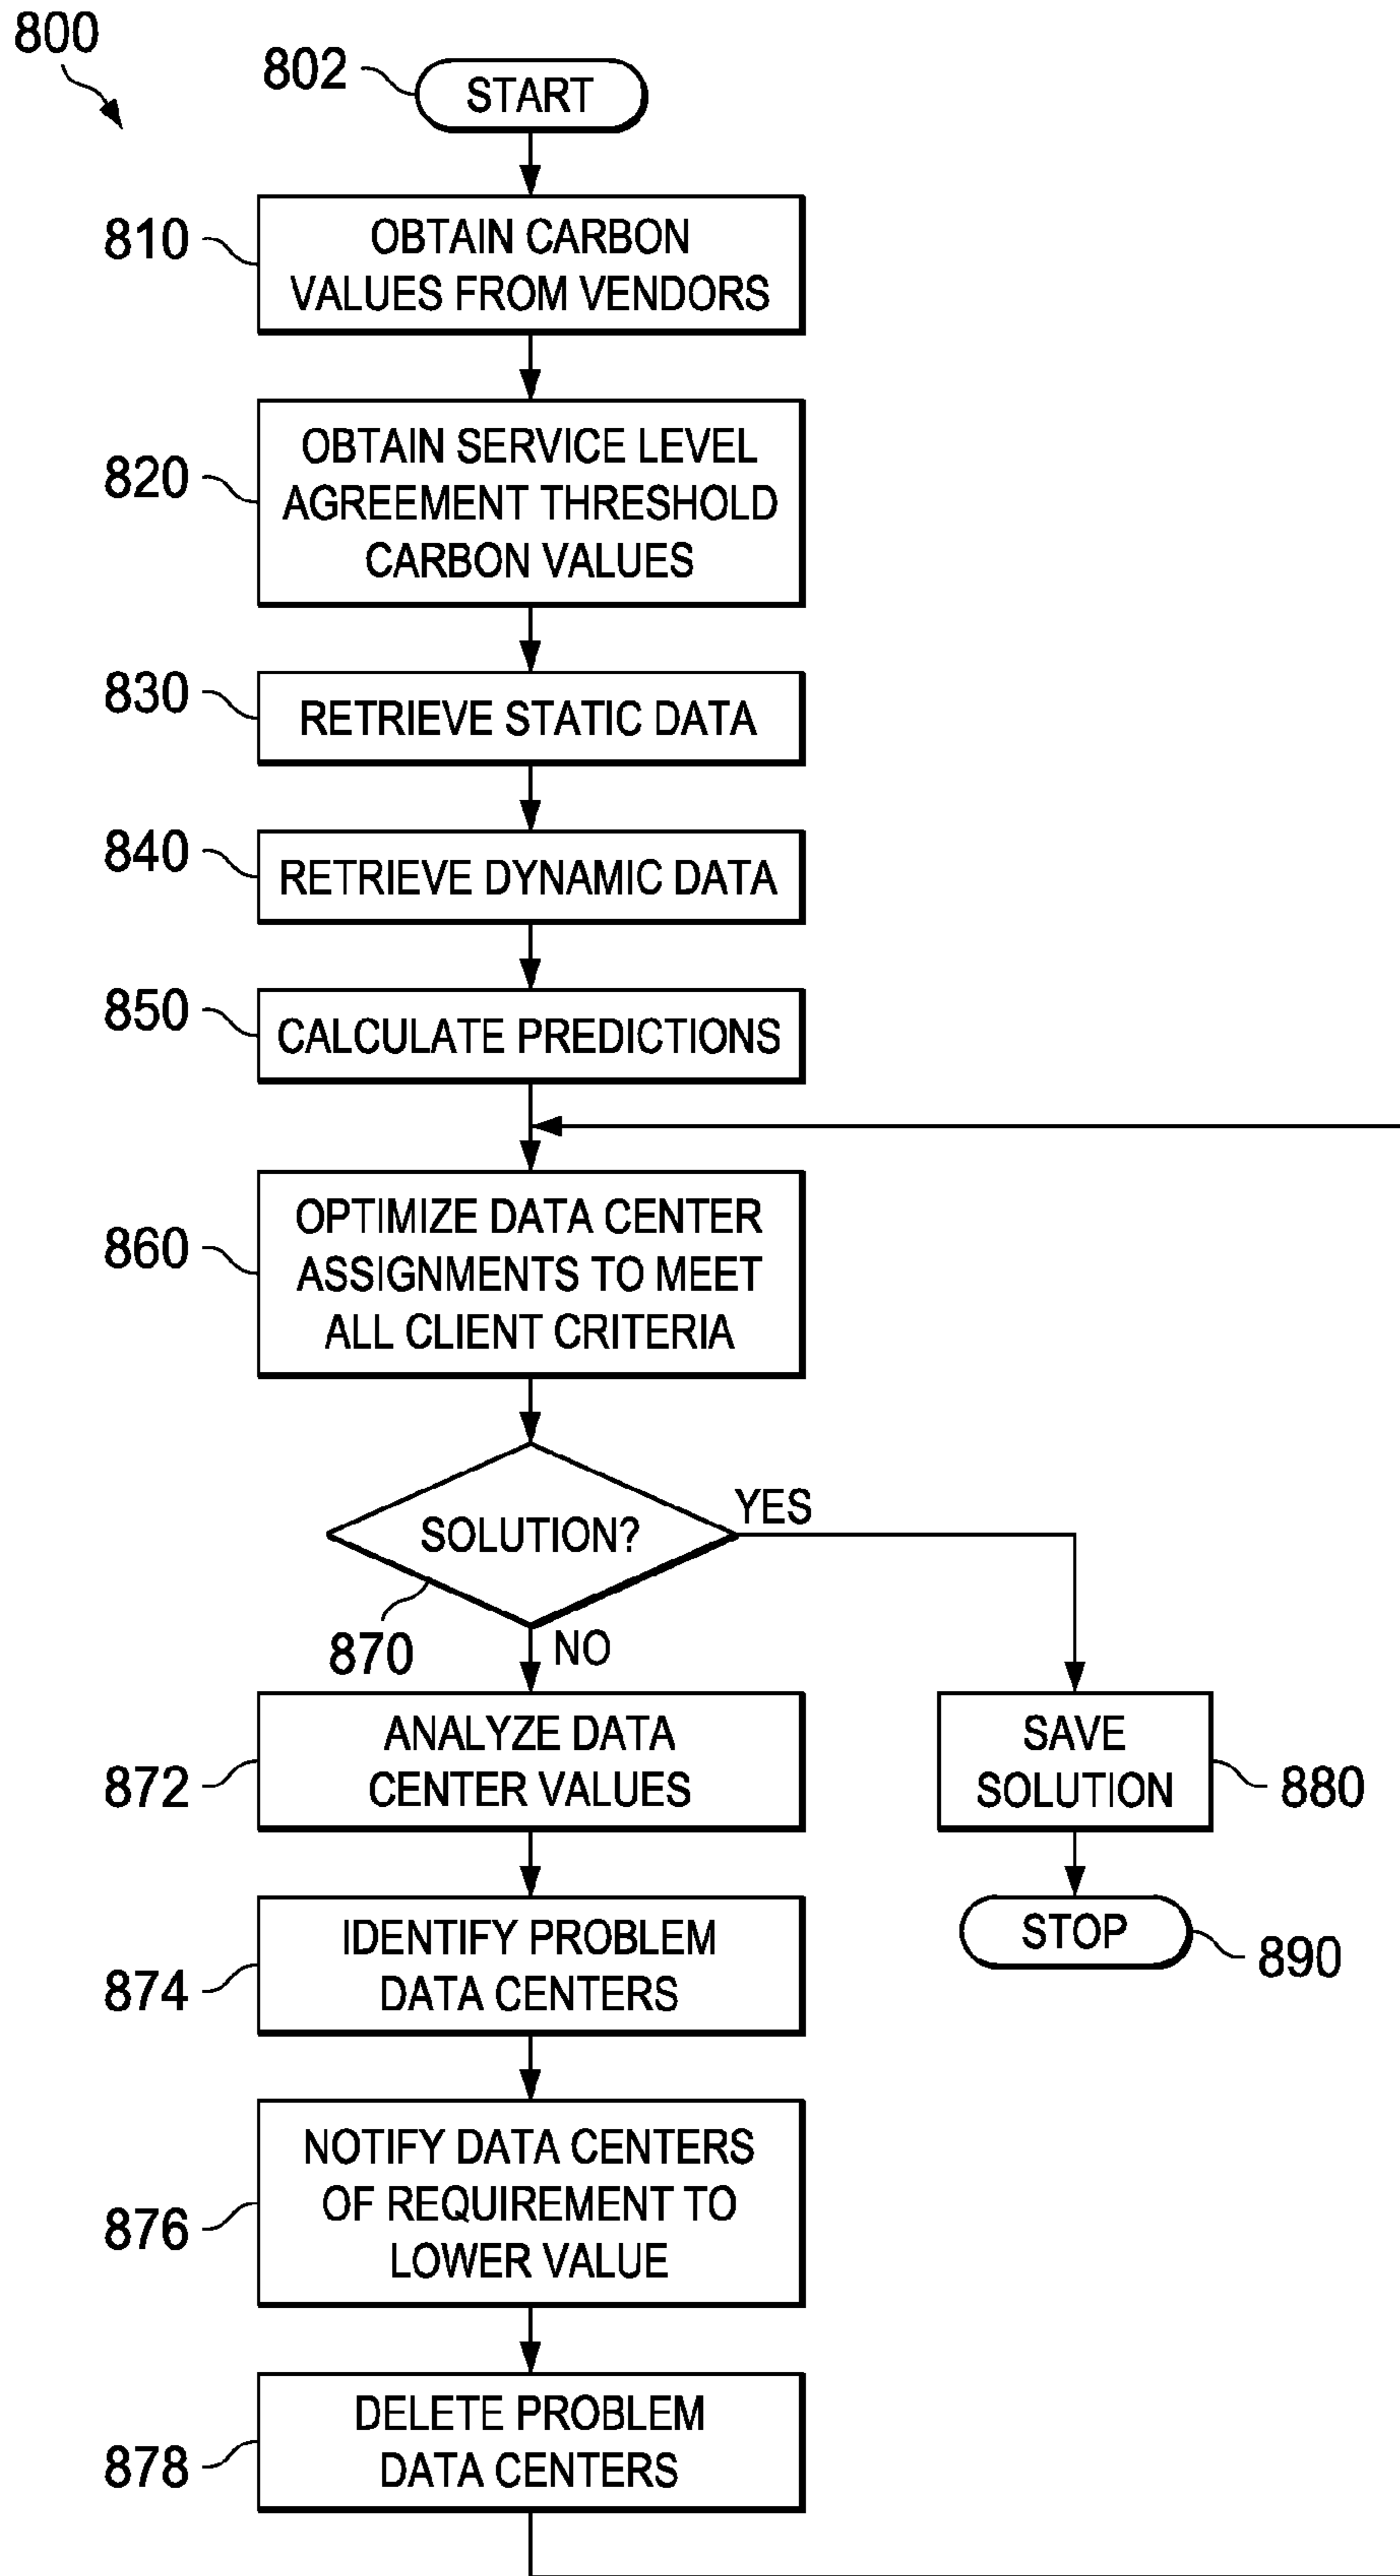 800
802
START
810
OBTAIN CARBON
VALUES FROM VENDORS
820
OBTAIN SERVICE LEVEL
AGREEMENT THRESHOLD
CARBON VALUES
830
RETRIEVE STATIC DATA
840
RETRIEVE DYNAMIC DATA
850
CALCULATE PREDICTIONS
860
OPTIMIZE DATA CENTER
ASSIGNMENTS TO MEET
ALL CLIENT CRITERIA
SOLUTION?
YES
870
NO
872
ANALYZE DATA
CENTER VALUES
SAVE
SOLUTION
880
874
IDENTIFY PROBLEM
DATA CENTERS
STOP
890
876
NOTIFY DATA CENTERS
OF REQUIREMENT TO
LOWER VALUE
878
DELETE PROBLEM
DATA CENTERS